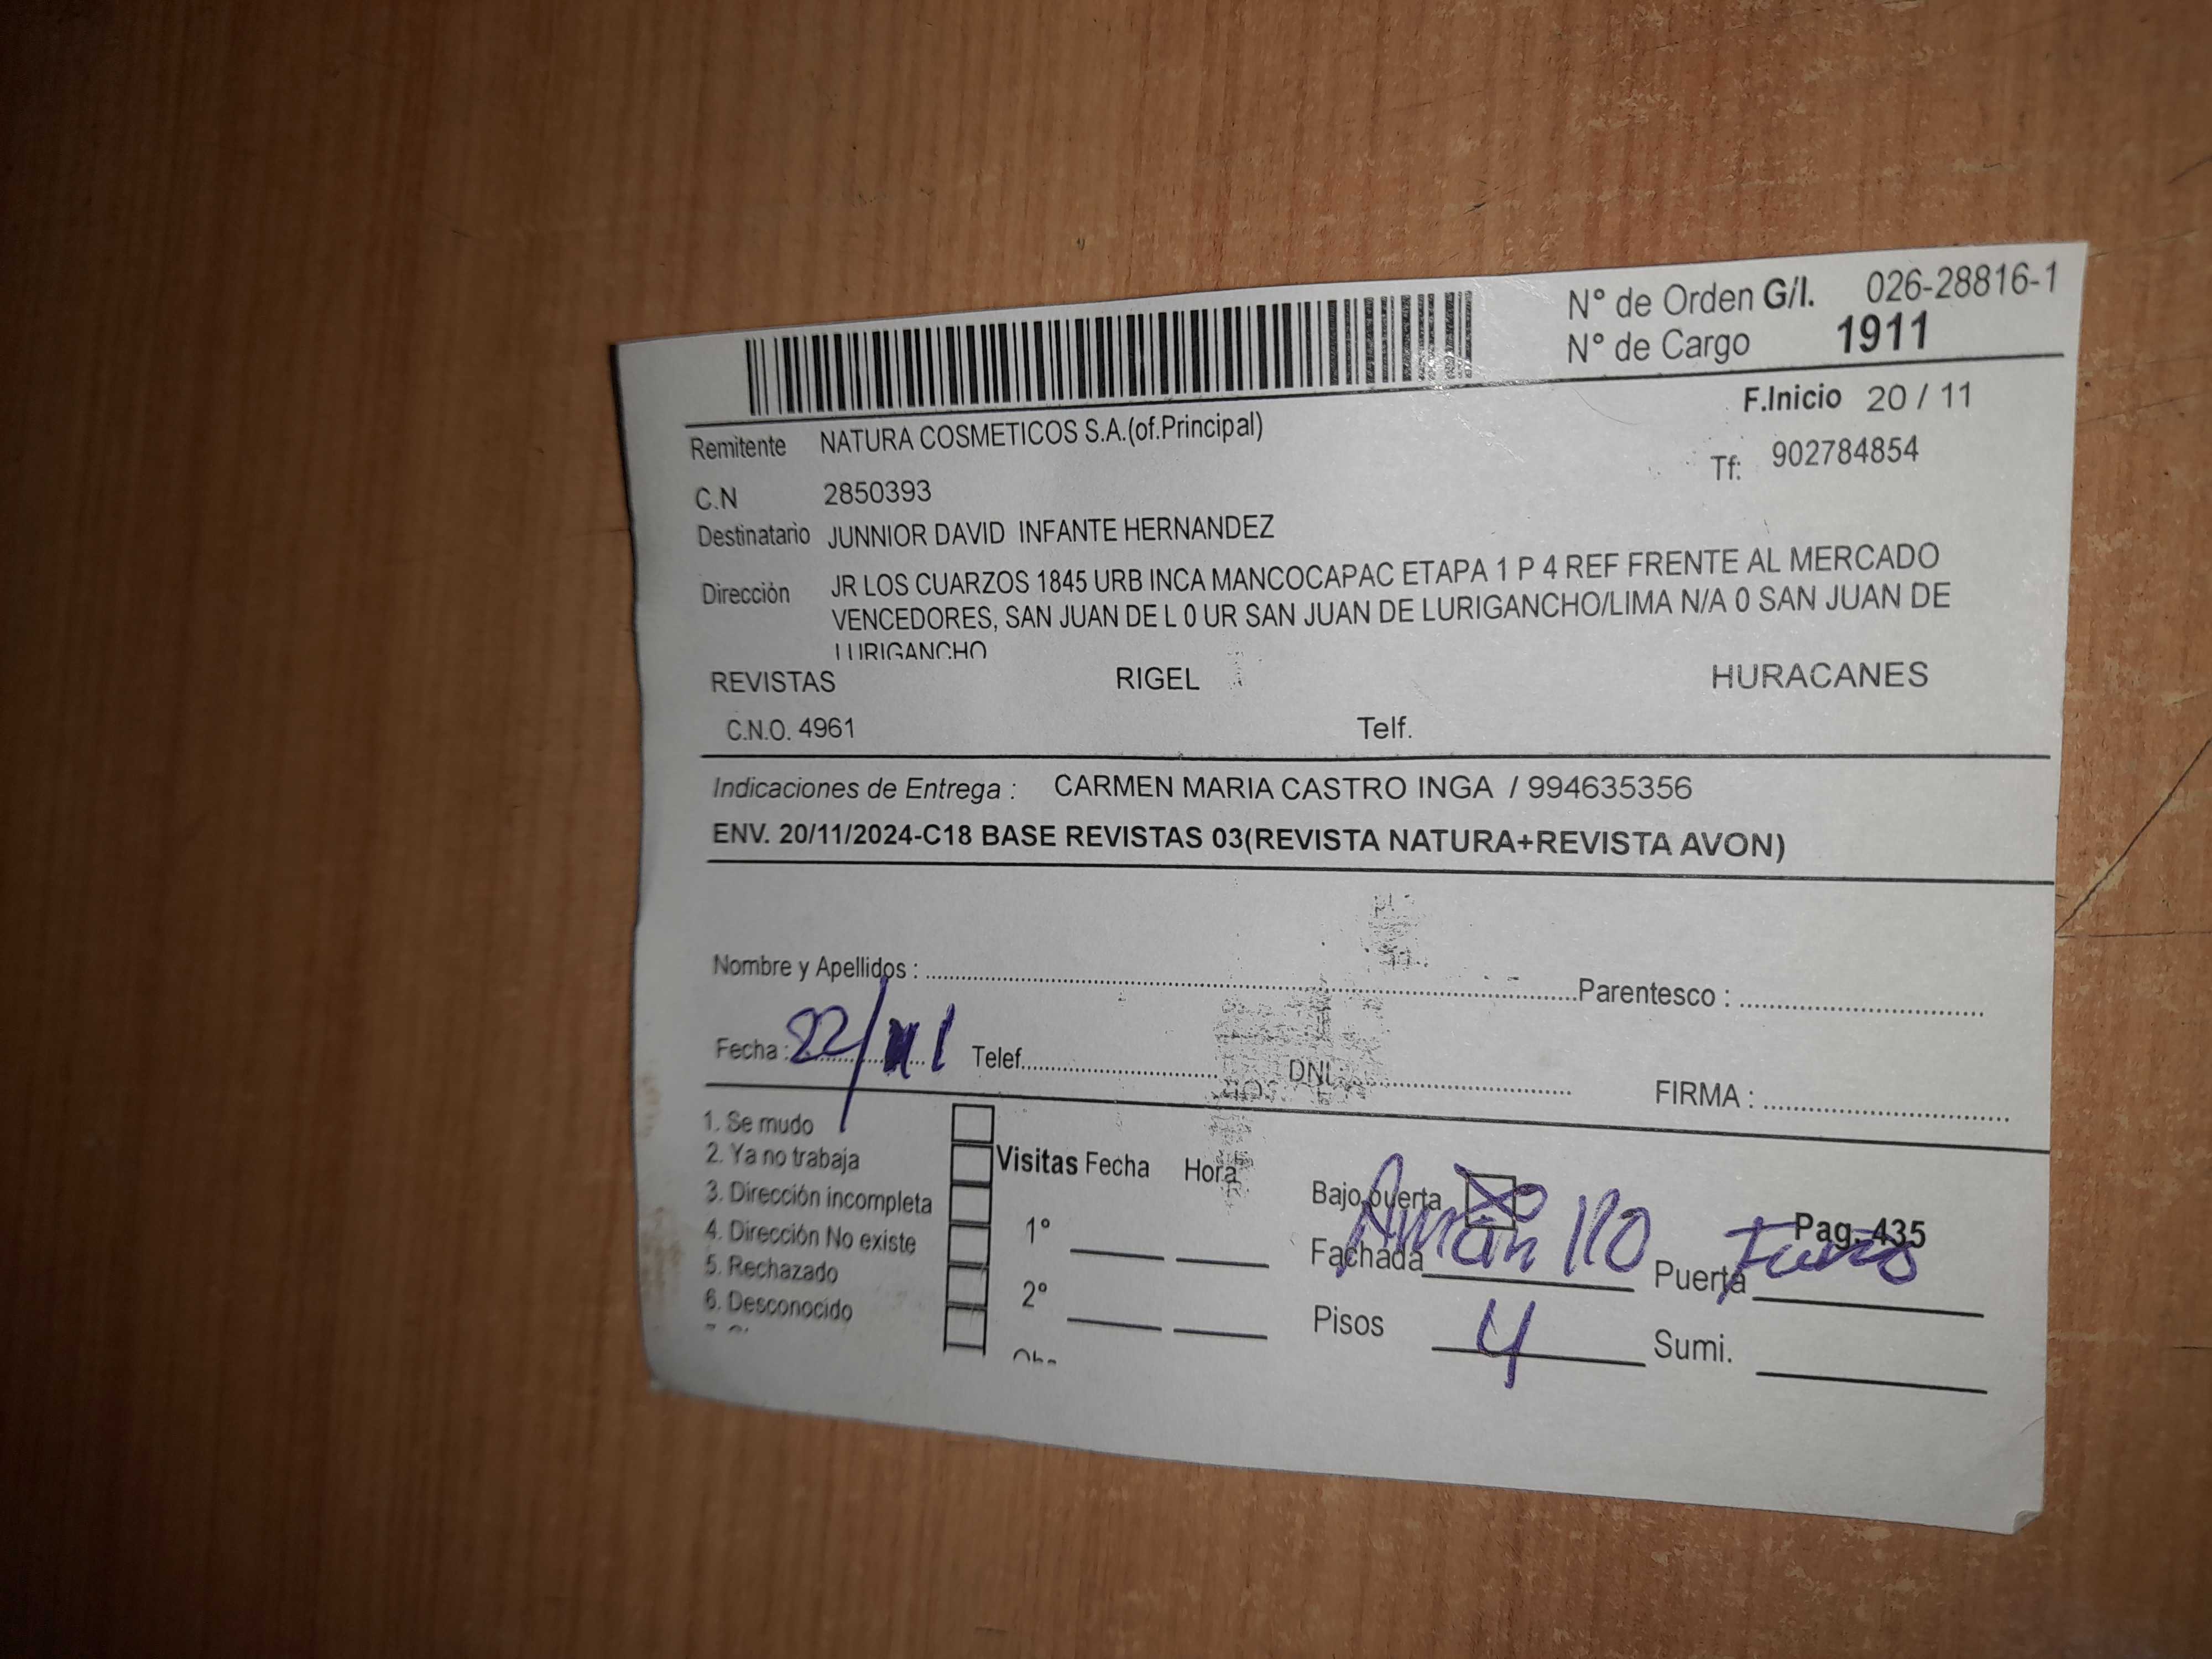 N° de Orden G/I. 026-28816-1
N° de Cargo 1911
F.Inicio 20 / 11
Remitente NATURA COSMETICOS S.A.(of.Principal)
Tf: 902784854
C.N 2850393
Destinatario JUNNIOR DAVID INFANTE HERNANDEZ
Dirección JR LOS CUARZOS 1845 URB INCA MANCOCAPAC ETAPA 1 P 4 REF FRENTE AL MERCADO
VENCEDORES, SAN JUAN DE L 0 UR SAN JUAN DE LURIGANCHO/LIMA N/A 0 SAN JUAN DE
LURIGANCHO
REVISTAS RIGEL HURACANES
C.N.O. 4961 Telf.
Indicaciones de Entrega : CARMEN MARIA CASTRO INGA / 994635356
ENV. 20/11/2024-C18 BASE REVISTAS 03(REVISTA NATURA+REVISTA AVON)
Nombre y Apellidos : Parentesco :
Fecha : 22/ Telef. DNI. FIRMA :
1. Se mudo
2. Ya no trabaja
3. Dirección incompleta
4. Dirección No existe
5. Rechazado
6. Desconocido
Visitas Fecha Hora
1°
2°
Bajo puerta
Pag. 435
Fachada Puerta
Pisos 4 Sumi.